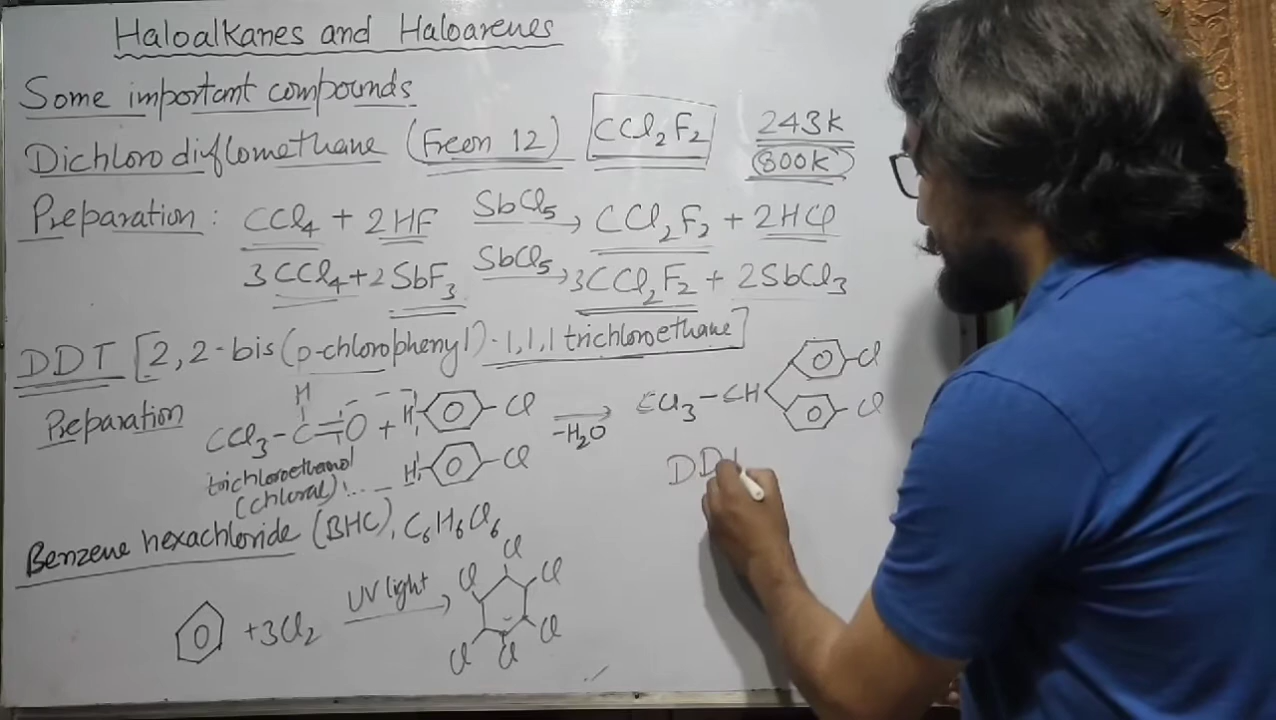 Haloalkanes and Haloarenes
Some important compounds
Dichlorodiflomethane (Freon 12) CCl2F2 243K
800K
Preparation : CCl4 + 2HF SbCl5 → CCl2F2 + 2HCl
3CCl4 + 2SbF3 SbCl5 → 3CCl2F2 + 2SbCl3
DDT [2,2-bis(p-chlorophenyl)-1,1,1 trichloroethane]
Preparation
H
CCl3-C=O + H Cl → CCl3-CH Cl
-H2O Cl
H Cl
trichloroethanol
(chloral)
DDT
Benzene hexachloride (BHC), C6H6Cl6
+3Cl2 UV light → Cl Cl Cl Cl Cl Cl